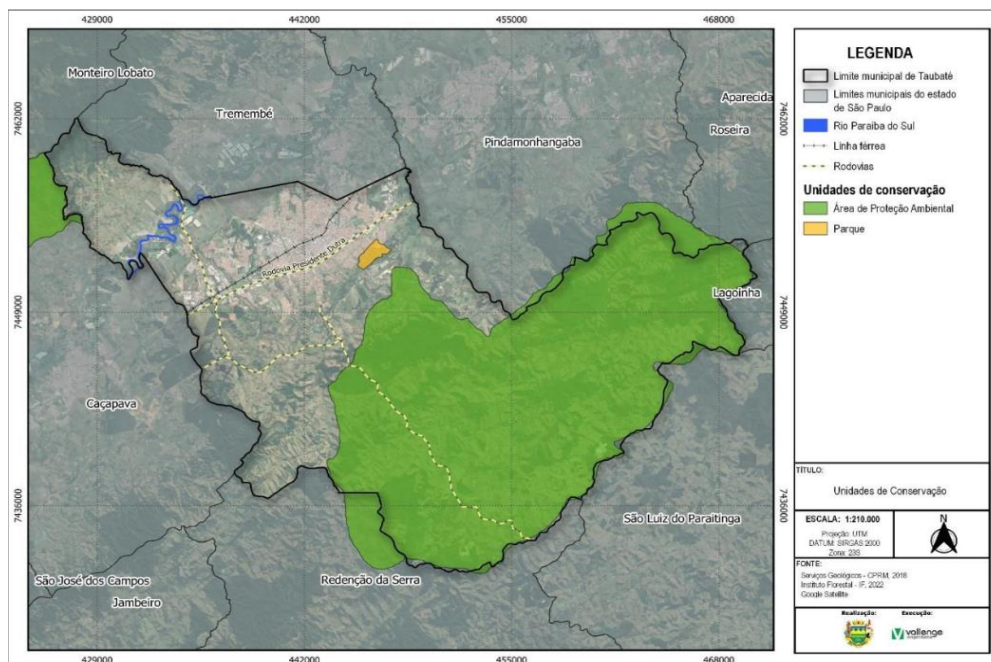 429000
442000
455000
468000
Monteiro Lobato
Tremembé
Aparecida
Roseira
Pindamonhangaba
7462000
7462000
Rodovia Presidente Dutra
Lagoinha
7449000
7449000
Caçapava
7436000
7436000
São Luiz do Paraitinga
São José dos Campos
Jambeiro
Redenção da Serra
429000
442000
455000
468000
LEGENDA
Limite municipal de Taubaté
Limites municipais do estado
de São Paulo
Rio Paraiba do Sul
Linha férrea
Rodovias
Unidades de conservação
Área de Proteção Ambiental
Parque
TÍTULO:
Unidades de Conservação
ESCALA: 1:210.000
Projeção: UTM
DATUM: SIRGAS 2000
Zona: 23S
N
FONTE:
Serviços Geológicos - CPRM, 2018
Instituto Florestal - IF, 2022
Google Satellite
Realização:
Execução:
vallenge